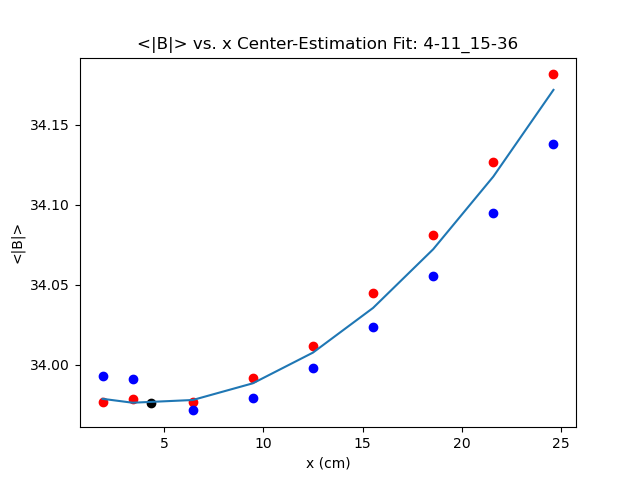 <|B|> vs. x Center-Estimation Fit: 4-11_15-36
34.15
34.10
34.05
34.00
<|B|>
5 10 15 20 25
x (cm)